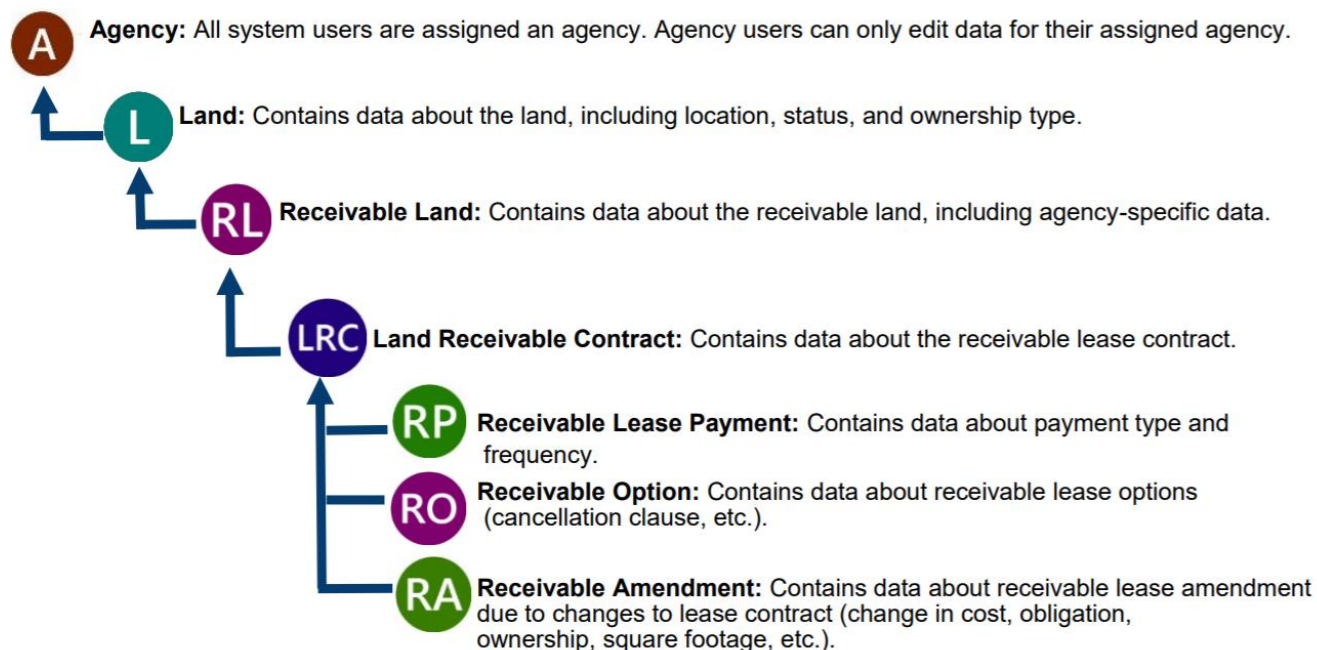 A
Agency: All system users are assigned an agency. Agency users can only edit data for their assigned agency.
L
Land: Contains data about the land, including location, status, and ownership type.
RL
Receivable Land: Contains data about the receivable land, including agency-specific data.
LRC
Land Receivable Contract: Contains data about the receivable lease contract.
RP
Receivable Lease Payment: Contains data about payment type and
frequency.
RO
Receivable Option: Contains data about receivable lease options
(cancellation clause, etc.).
RA
Receivable Amendment: Contains data about receivable lease amendment
due to changes to lease contract (change in cost, obligation,
ownership, square footage, etc.).